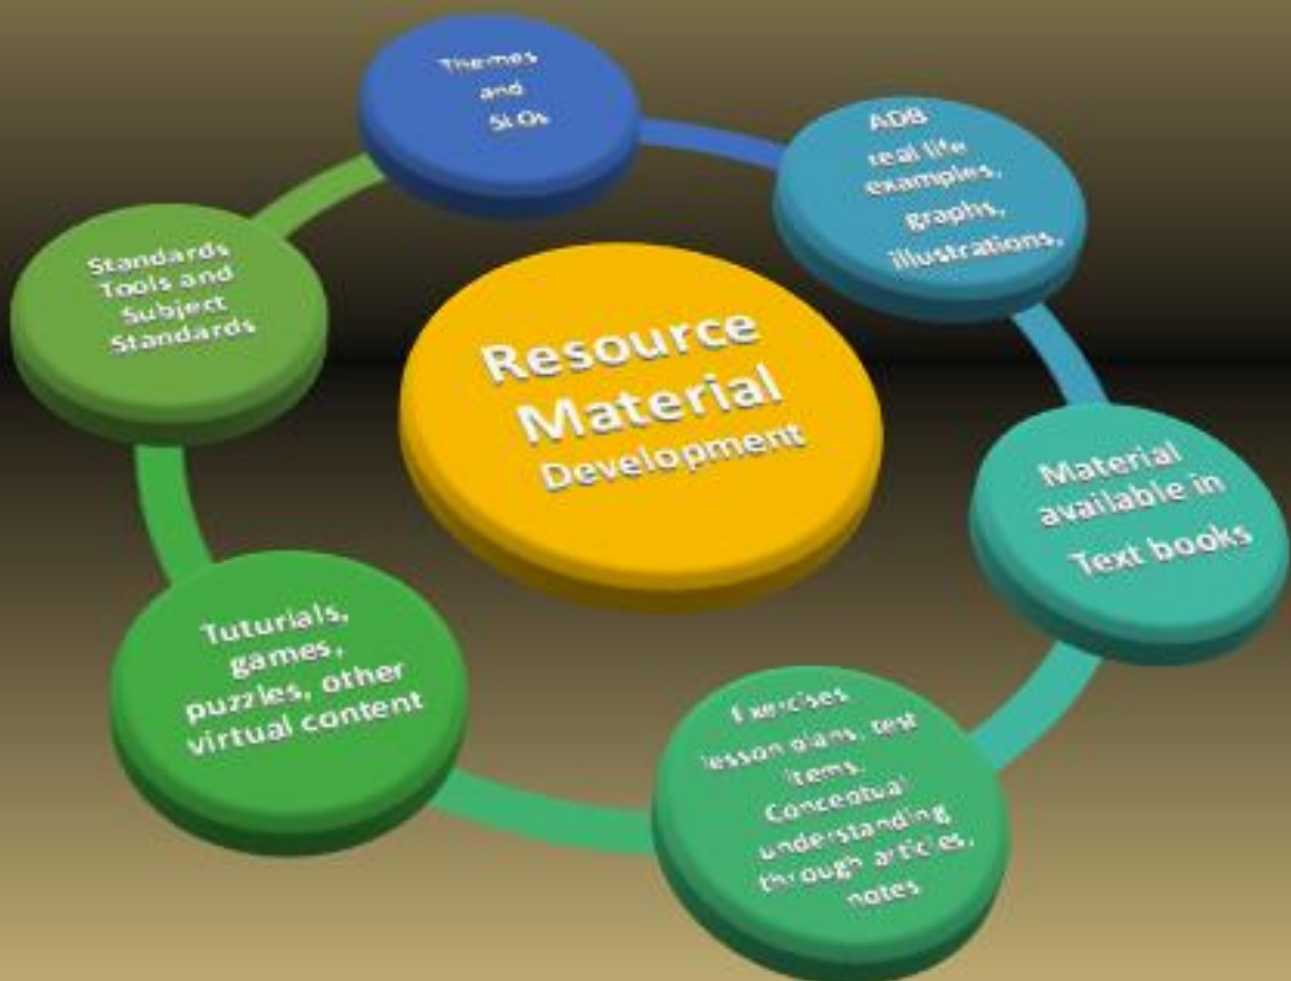 Themes
and
SLOs
ADB
real life
examples,
graphs,
illustrations,
Standards
Tools and
Subject
Standards
Resource
Material
Development
Material
available in
Text books
Tuturials,
games,
puzzles, other
virtual content
Exercises
lesson plans, test
items.
Conceptual
understanding
through articles,
notes